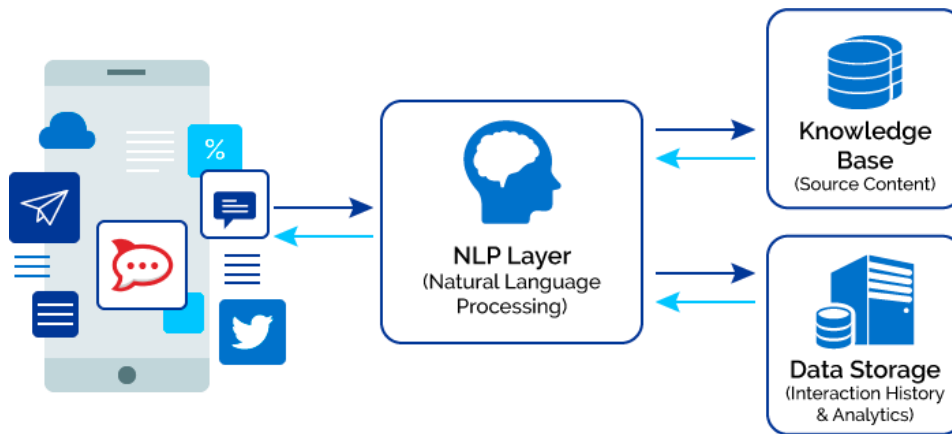 %
NLP Layer
(Natural Language
Processing)
Knowledge
Base
(Source Content)
Data Storage
(Interaction History
& Analytics)